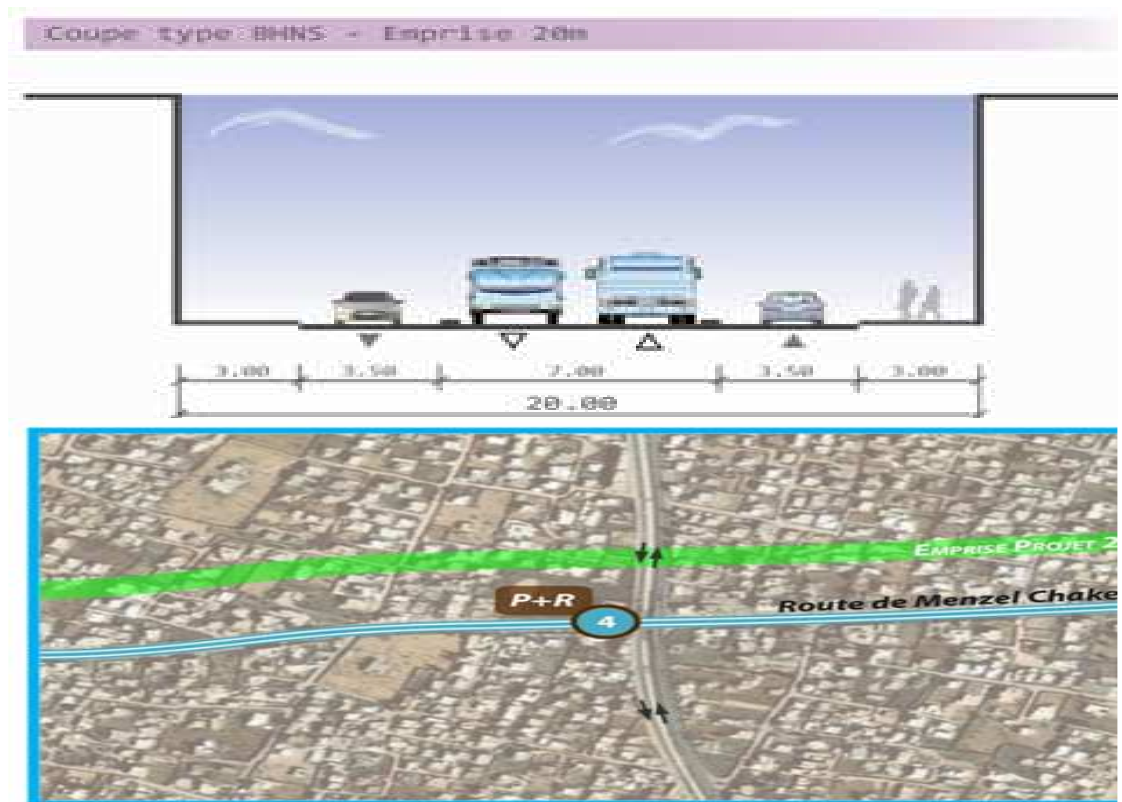 Coupe type BHNS - Emprise 20m
3.00 3.50 7.00 3.50 3.00
20.00
EMPRISE PROJET 2
P+R
4
Route de Menzel Chake